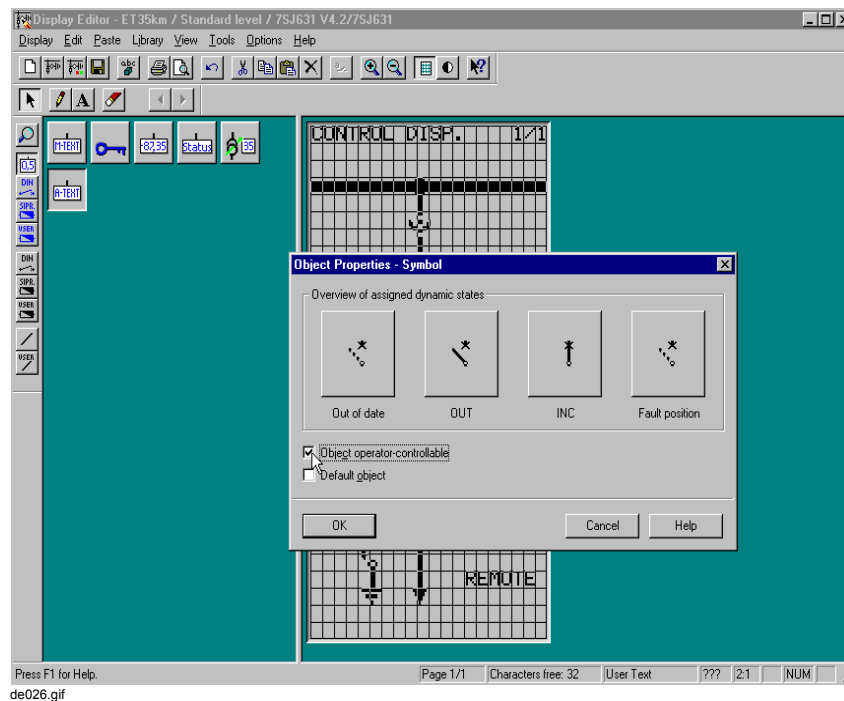 Display Editor - ET35km / Standard level / 7SJ631 V4.2/7SJ631
Display Edit Paste Library View Tools Options Help
abc
A
M-TEXT -87,35 Status 35
0,5
A-TEXT
DIN
SIPR.
USER
DIN
SIPR.
USER
USER
CONTROL DISP. 1/1
Object Properties - Symbol
Overview of assigned dynamic states
Out of date OUT INC Fault position
Object operator-controllable
Default object
OK Cancel Help
REMOTE
Press F1 for Help. Page 1/1 Characters free: 32 User Text ??? 2:1 NUM
de026.gif